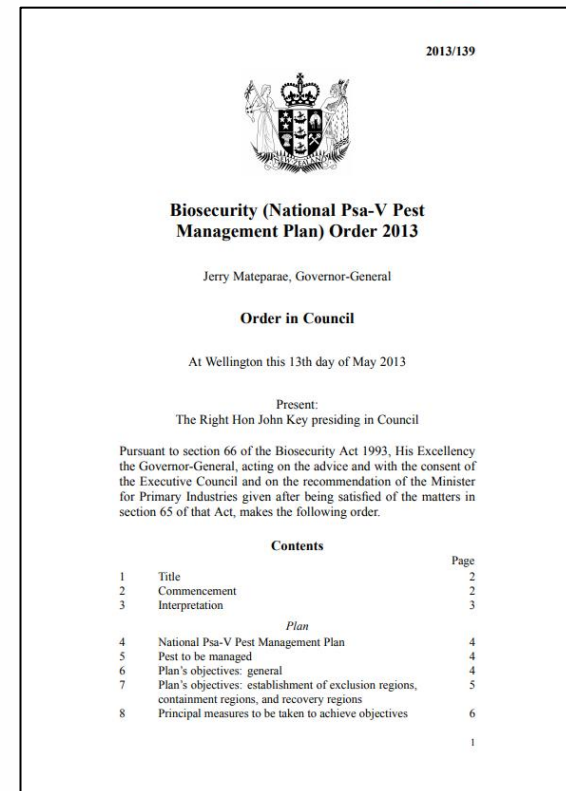 2013/139
NEW ZEALAND
Biosecurity (National Psa-V Pest
Management Plan) Order 2013
Jerry Mateparae, Governor-General
Order in Council
At Wellington this 13th day of May 2013
Present:
The Right Hon John Key presiding in Council
Pursuant to section 66 of the Biosecurity Act 1993, His Excellency
the Governor-General, acting on the advice and with the consent of
the Executive Council and on the recommendation of the Minister
for Primary Industries given after being satisfied of the matters in
section 65 of that Act, makes the following order.
Contents
Page
1 Title 2
2 Commencement 2
3 Interpretation 3
Plan
4 National Psa-V Pest Management Plan 4
5 Pest to be managed 4
6 Plan's objectives: general 4
7 Plan's objectives: establishment of exclusion regions, 5
containment regions, and recovery regions
8 Principal measures to be taken to achieve objectives 6
1